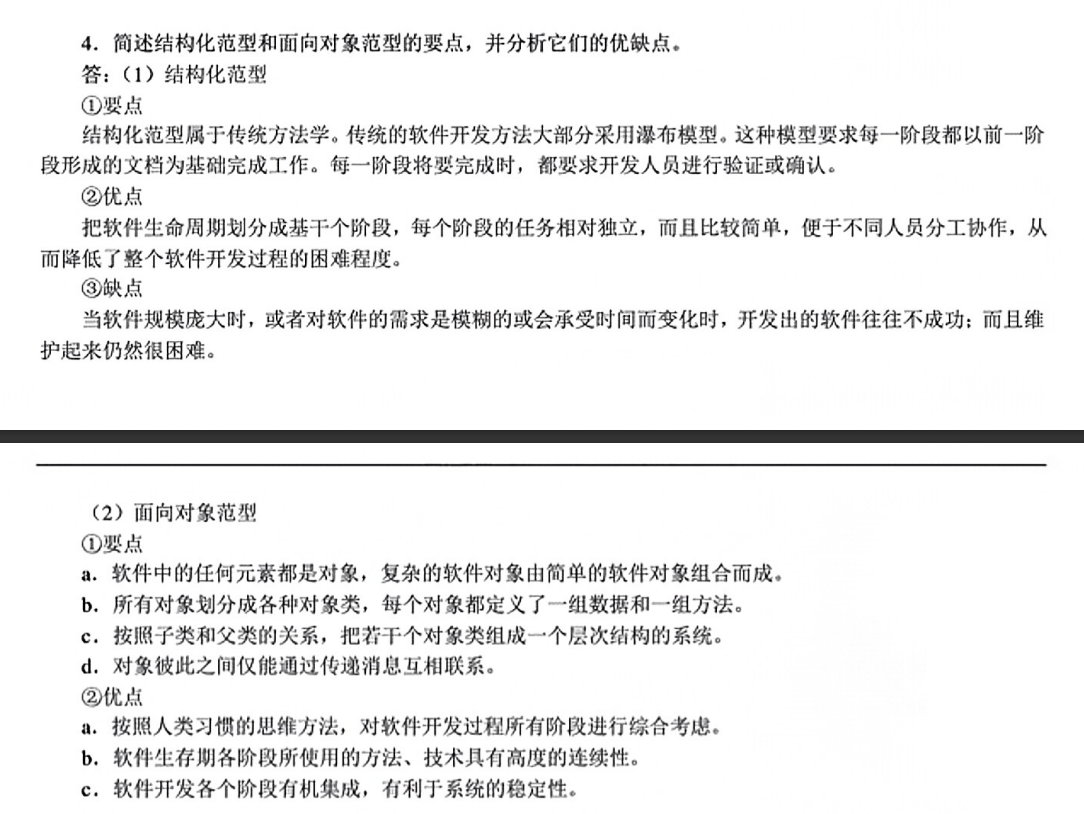 4．简述结构化范型和面向对象范型的要点，并分析它们的优缺点。
答：（1）结构化范型
①要点
结构化范型属于传统方法学。传统的软件开发方法大部分采用瀑布模型。这种模型要求每一阶段都以前一阶
段形成的文档为基础完成工作。每一阶段将要完成时，都要求开发人员进行验证或确认。
②优点
把软件生命周期划分成基干个阶段，每个阶段的任务相对独立，而且比较简单，便于不同人员分工协作，从
而降低了整个软件开发过程的困难程度。
③缺点
当软件规模庞大时，或者对软件的需求是模糊的或会承受时间而变化时，开发出的软件往往不成功；而且维
护起来仍然很困难。
（2）面向对象范型
①要点
a．软件中的任何元素都是对象，复杂的软件对象由简单的软件对象组合而成。
b．所有对象划分成各种对象类，每个对象都定义了一组数据和一组方法。
c．按照子类和父类的关系，把若干个对象类组成一个层次结构的系统。
d．对象彼此之间仅能通过传递消息互相联系。
②优点
a．按照人类习惯的思维方法，对软件开发过程所有阶段进行综合考虑。
b．软件生存期各阶段所使用的方法、技术具有高度的连续性。
c．软件开发各个阶段有机集成，有利于系统的稳定性。